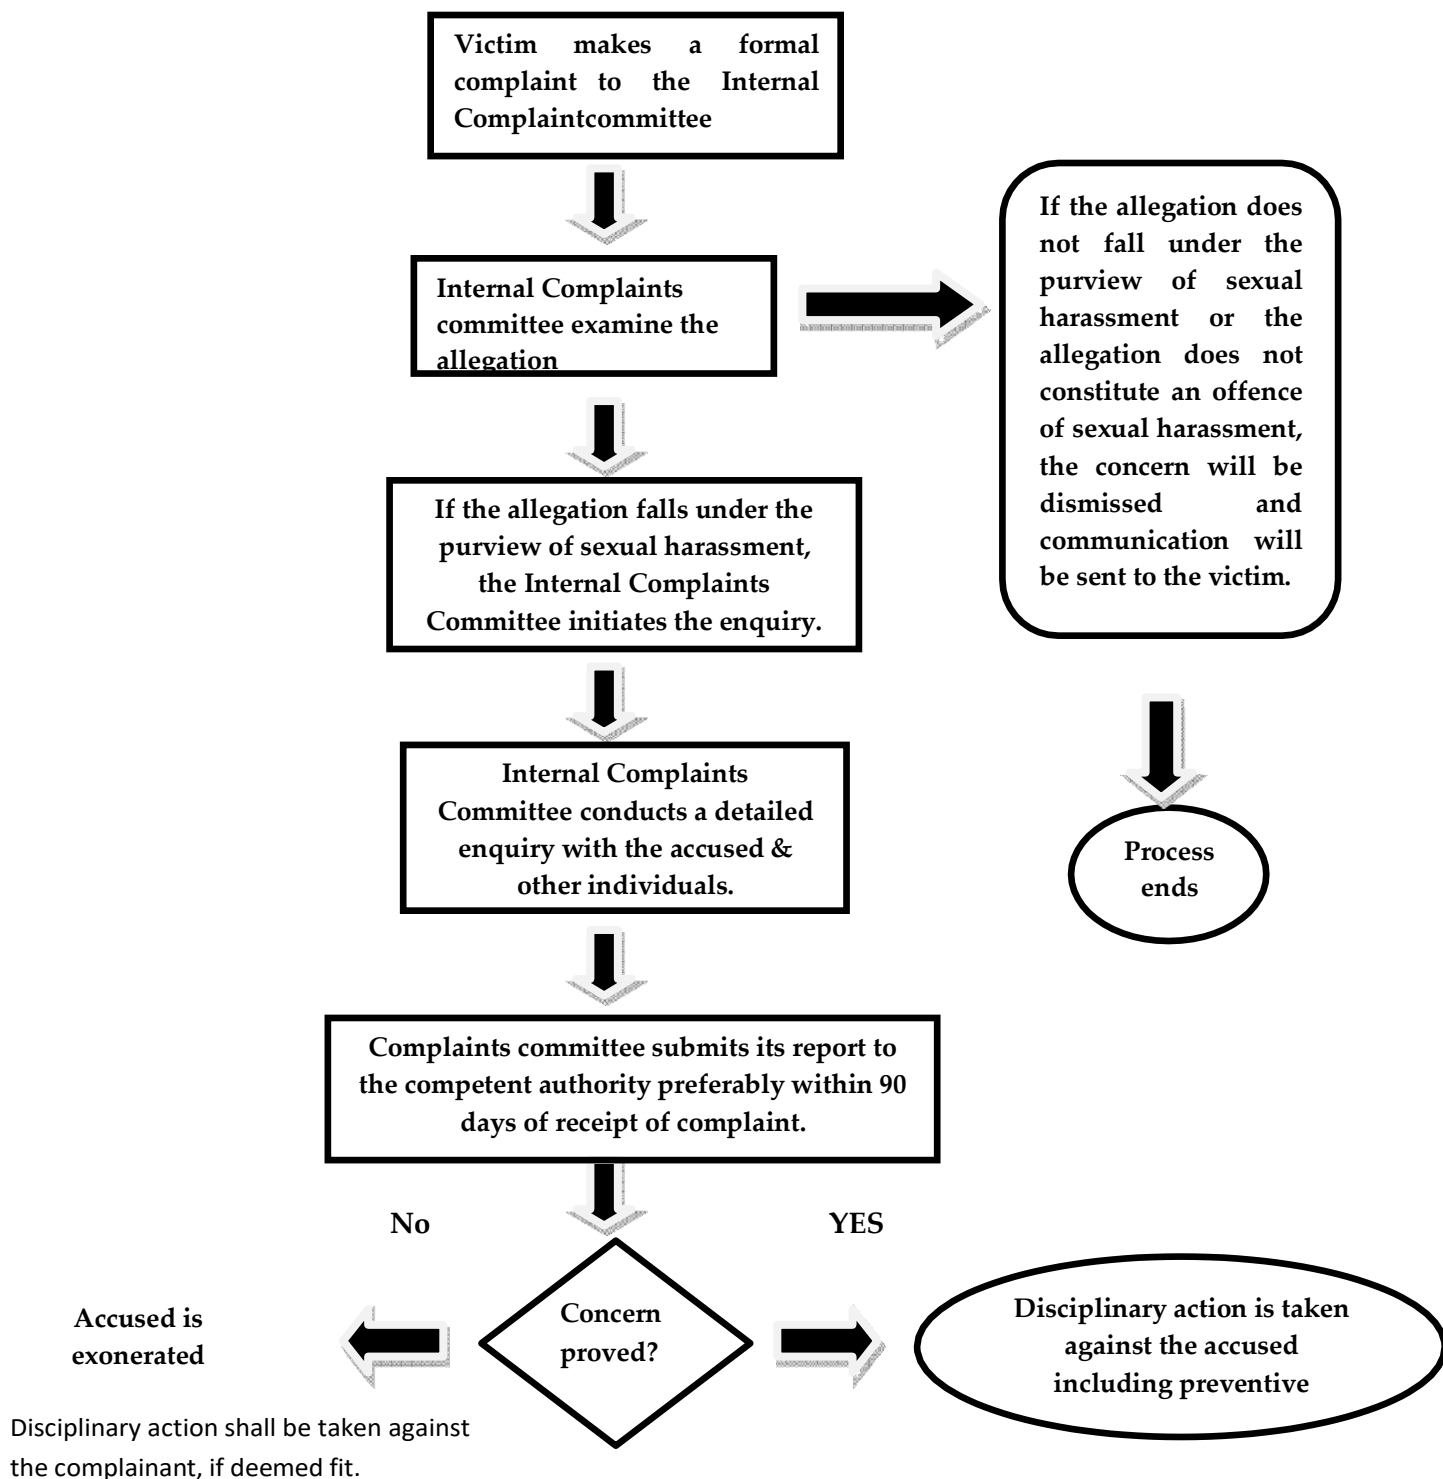 Victim makes a formal
complaint to the Internal
Complaintcommittee
Internal Complaints
committee examine the
allegation
If the allegation does
not fall under the
purview of sexual
harassment or the
allegation does not
constitute an offence
of sexual harassment,
the concern will be
dismissed and
communication will
be sent to the victim.
If the allegation falls under the
purview of sexual harassment,
the Internal Complaints
Committee initiates the enquiry.
Internal Complaints
Committee conducts a detailed
enquiry with the accused &
other individuals.
Process
ends
Complaints committee submits its report to
the competent authority preferably within 90
days of receipt of complaint.
No
YES
Accused is
exonerated
Concern
proved?
Disciplinary action is taken
against the accused
including preventive
Disciplinary action shall be taken against
the complainant, if deemed fit.